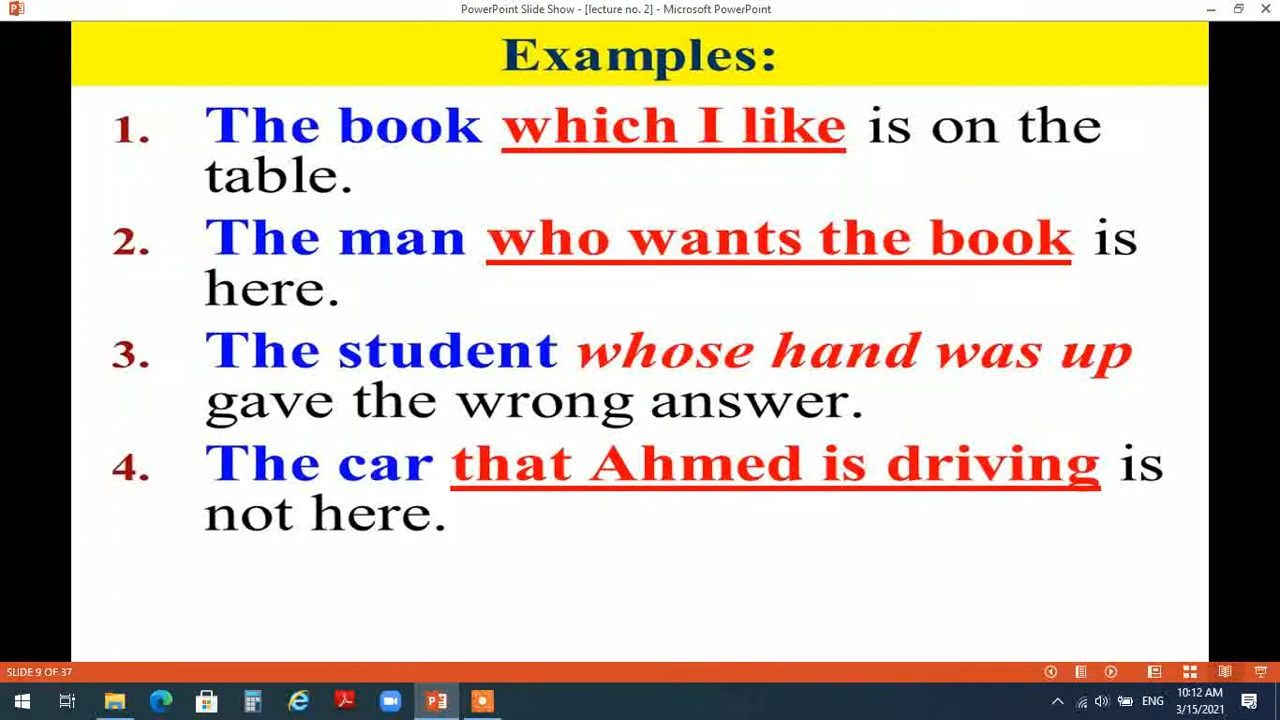 PowerPoint Slide Show - [lecture no. 2] - Microsoft PowerPoint
Examples:
1. The book which I like is on the
table.
2. The man who wants the book is
here.
3. The student whose hand was up
gave the wrong answer.
4. The car that Ahmed is driving is
not here.
SLIDE 9 OF 37
ENG
10:12 AM
3/15/2021